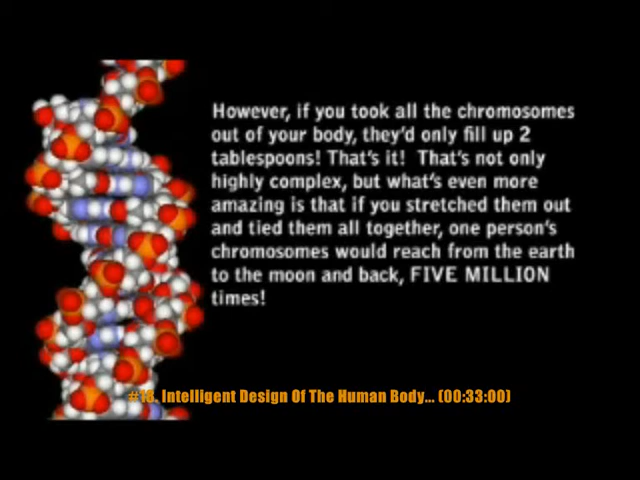 However, if you took all the chromosomes
out of your body, they'd only fill up 2
tablespoons! That's it! That's not only
highly complex, but what's even more
amazing is that if you stretched them out
and tied them all together, one person's
chromosomes would reach from the earth
to the moon and back, FIVE MILLION
times!
#18. Intelligent Design Of The Human Body... (00:33:00)